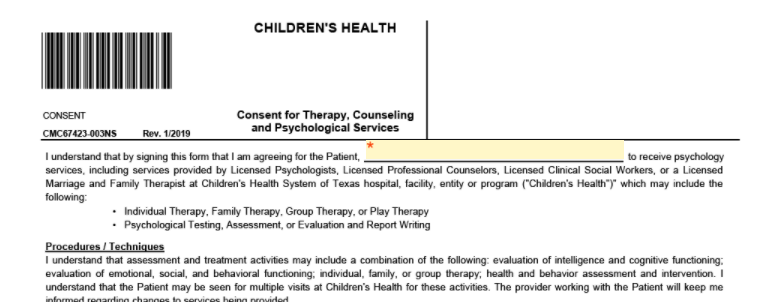 CHILDREN'S HEALTH
CONSENT
CMC67423-003NS Rev. 1/2019
Consent for Therapy, Counseling
and Psychological Services
I understand that by signing this form that I am agreeing for the Patient, * to receive psychology
services, including services provided by Licensed Psychologists, Licensed Professional Counselors, Licensed Clinical Social Workers, or a Licensed
Marriage and Family Therapist at Children's Health System of Texas hospital, facility, entity or program ("Children's Health")" which may include the
following:
• Individual Therapy, Family Therapy, Group Therapy, or Play Therapy
• Psychological Testing, Assessment, or Evaluation and Report Writing
Procedures / Techniques
I understand that assessment and treatment activities may include a combination of the following: evaluation of intelligence and cognitive functioning;
evaluation of emotional, social, and behavioral functioning; individual, family, or group therapy; health and behavior assessment and intervention. I
understand that the Patient may be seen for multiple visits at Children's Health for these activities. The provider working with the Patient will keep me
informed regarding changes to services being provided.